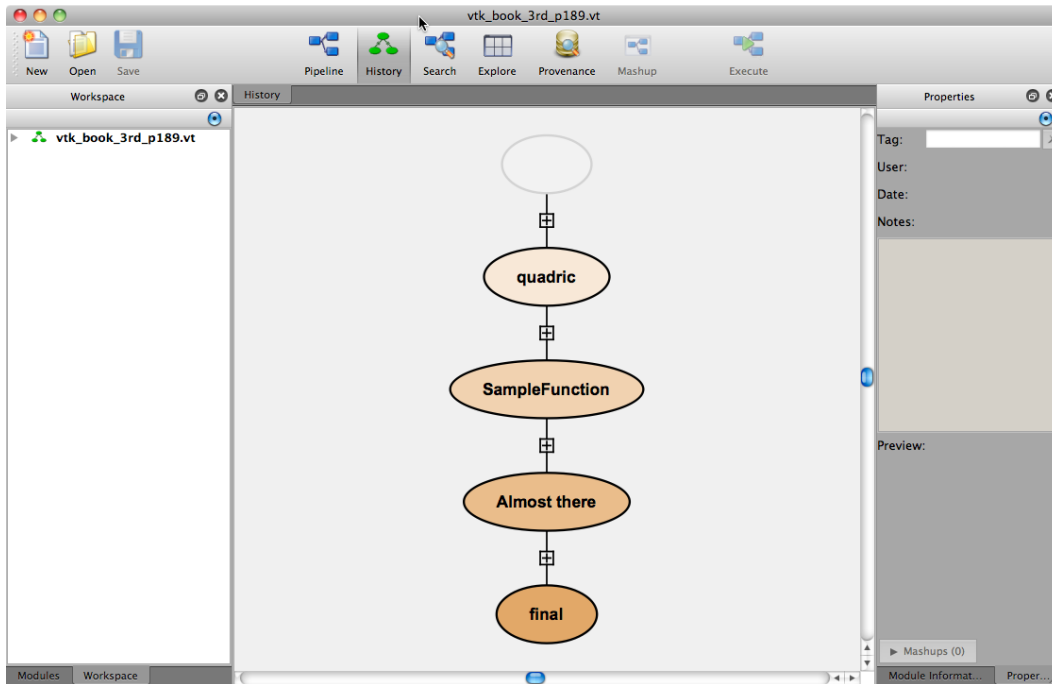 vtk_book_3rd_p189.vt
New Open Save Pipeline History Search Explore Provenance Mashup Execute
Workspace
vtk_book_3rd_p189.vt
Modules Workspace
History
quadric
SampleFunction
Almost there
final
Properties
Tag:
User:
Date:
Notes:
Preview:
Mashups (0)
Module Informat... Proper...